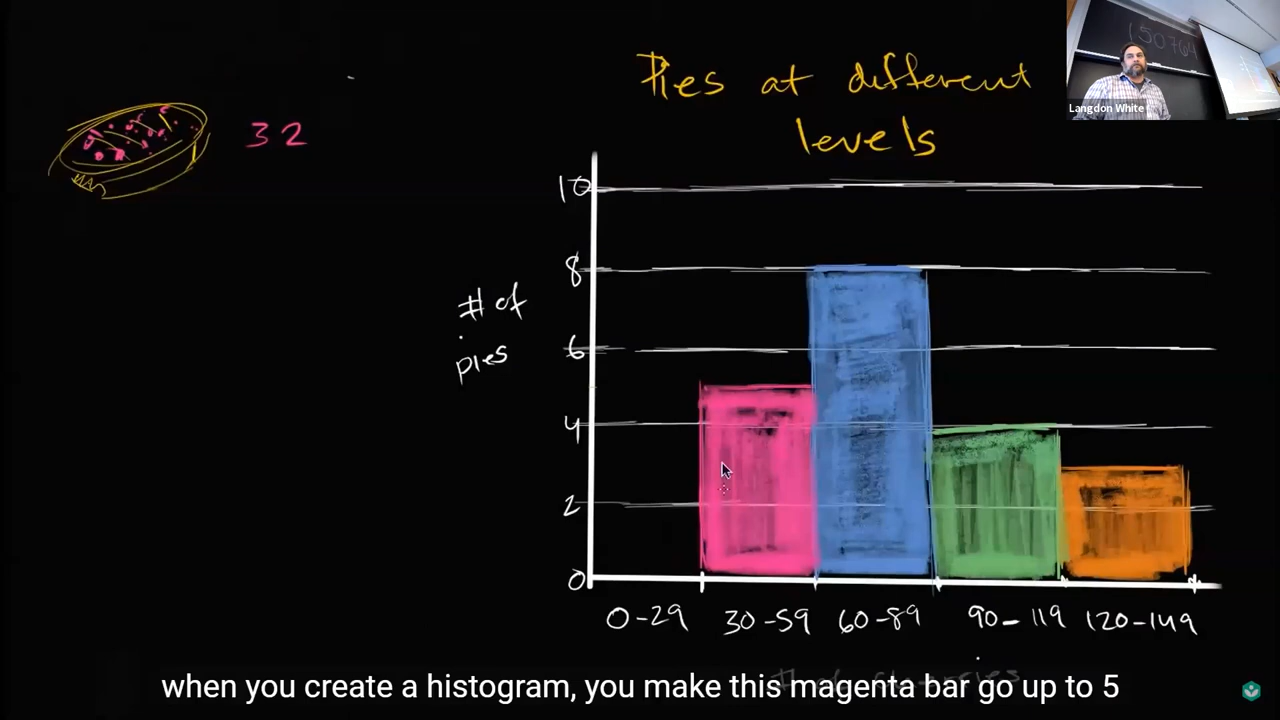 Pies at different
levels
150764
Langdon White
32
10
8
# of
6
pies
4
2
0
0-29 30-59 60-89 90-119 120-149
when you create a histogram, you make this magenta bar go up to 5